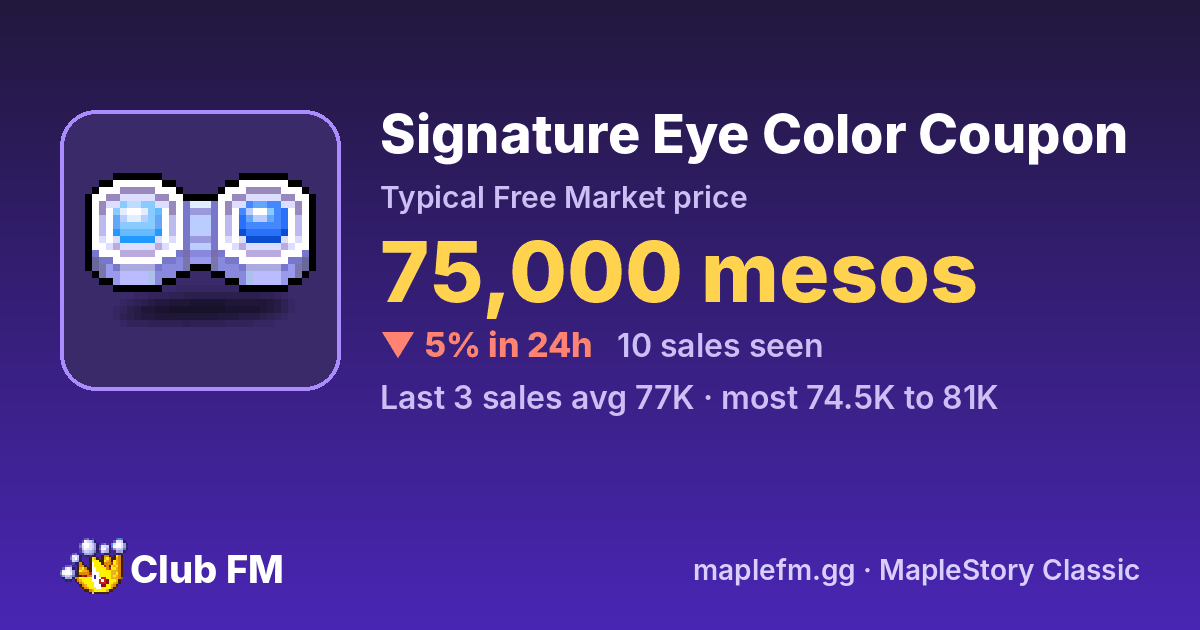 Signature Eye Color Coupon
Typical Free Market price
75,000 mesos
▼ 5% in 24h 10 sales seen
Last 3 sales avg 77K · most 74.5K to 81K
Club FM
maplefm.gg · MapleStory Classic